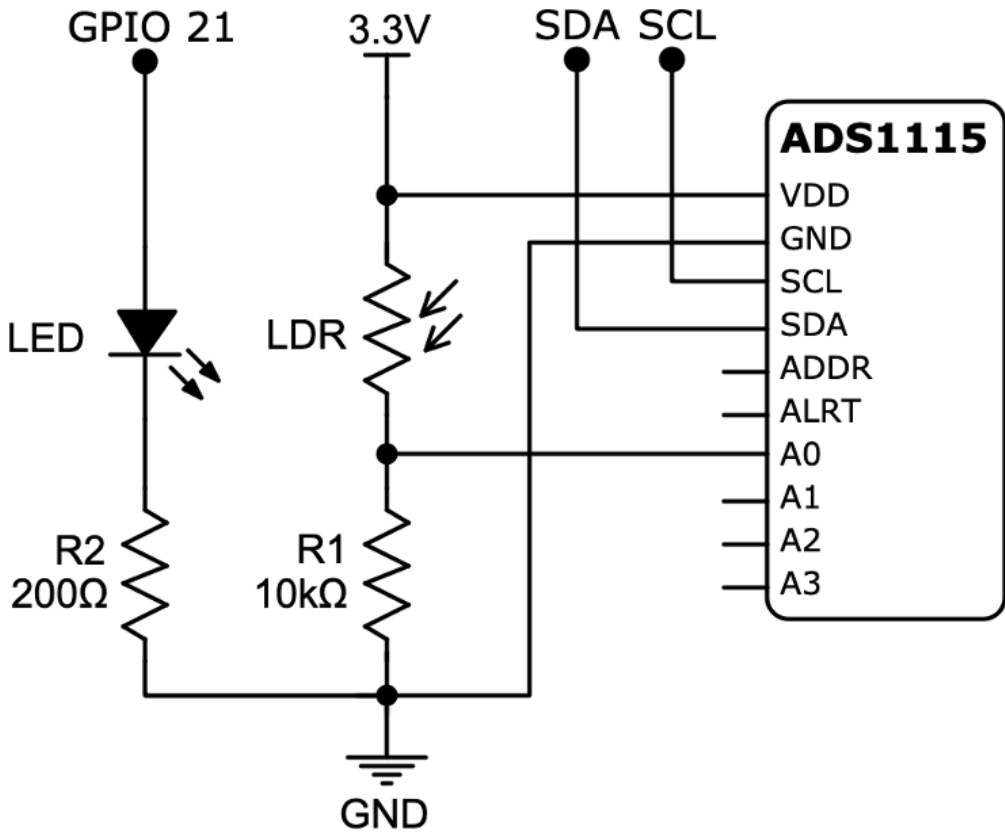 GPIO 21
3.3V
SDA SCL
ADS1115
VDD
GND
SCL
SDA
ADDR
ALRT
A0
A1
A2
A3
LED
LDR
R2
200Ω
R1
10kΩ
GND